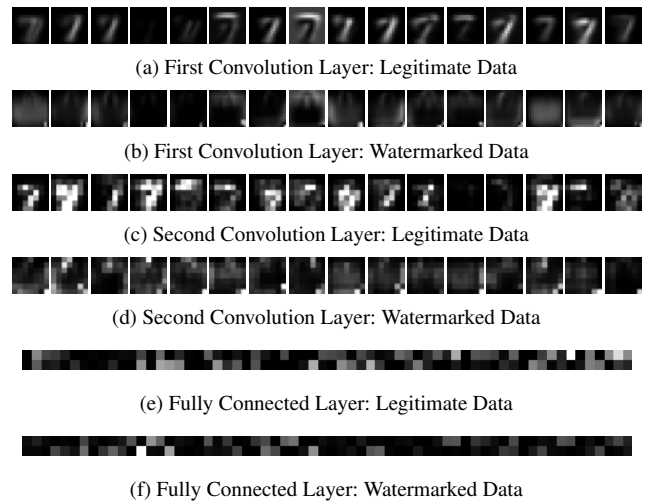 (a) First Convolution Layer: Legitimate Data
(b) First Convolution Layer: Watermarked Data
(c) Second Convolution Layer: Legitimate Data
(d) Second Convolution Layer: Watermarked Data
(e) Fully Connected Layer: Legitimate Data
(f) Fully Connected Layer: Watermarked Data